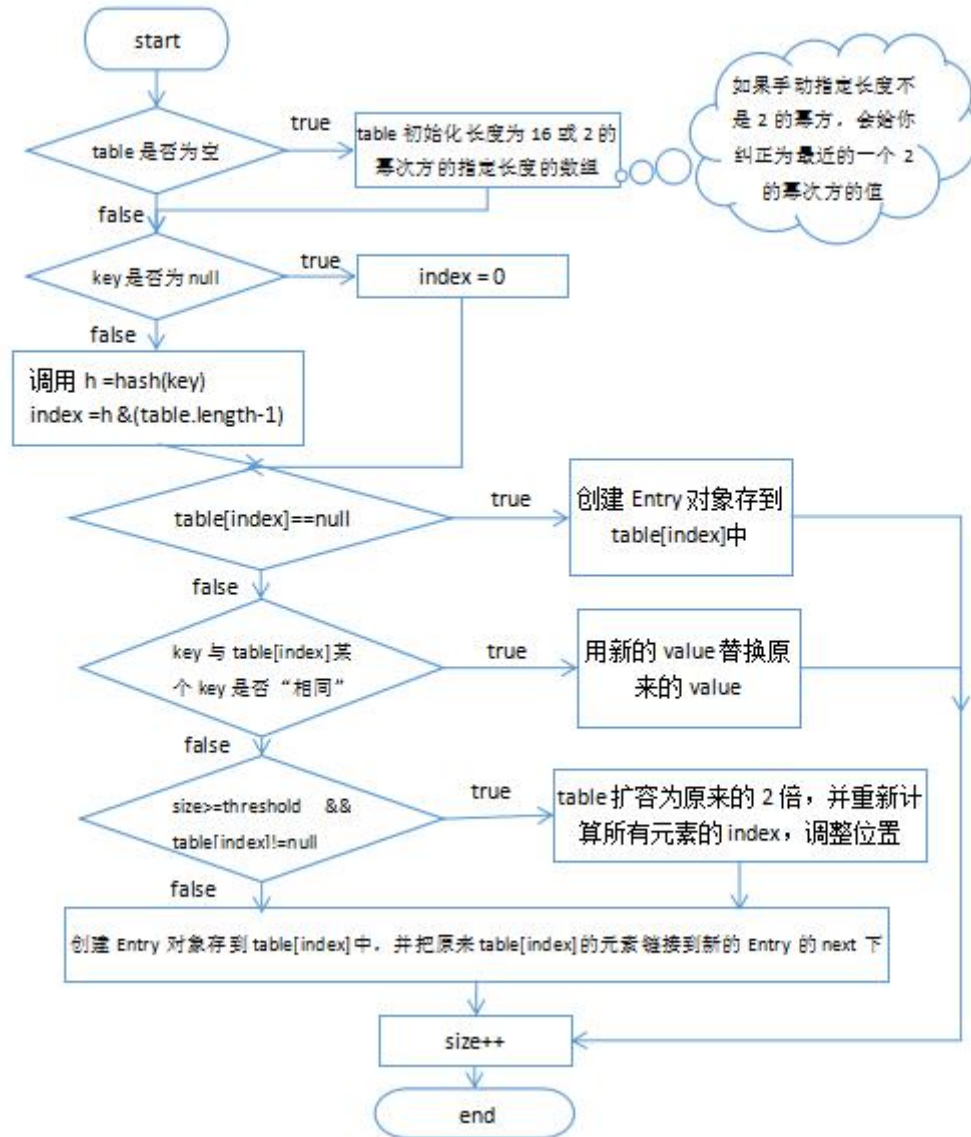 start
如果手动指定长度不
是 2 的幂方，会给你
纠正为最近的一个 2
的幂次方的值
table 是否为空
true
table 初始化长度为 16 或 2 的
幂次方的指定长度的数组
false
key 是否为 null
true
index = 0
false
调用 h =hash(key)
index =h &(table.length-1)
table[index]==null
true
创建 Entry 对象存到
table[index]中
false
key 与 table[index]某
个 key 是否“相同”
true
用新的 value 替换原
来的 value
false
size>=threshold &&
table[index]!=null
true
table 扩容为原来的 2 倍，并重新计
算所有元素的 index，调整位置
false
创建 Entry 对象存到 table[index]中，并把原来 table[index]的元素链接到新的 Entry 的 next 下
size++
end